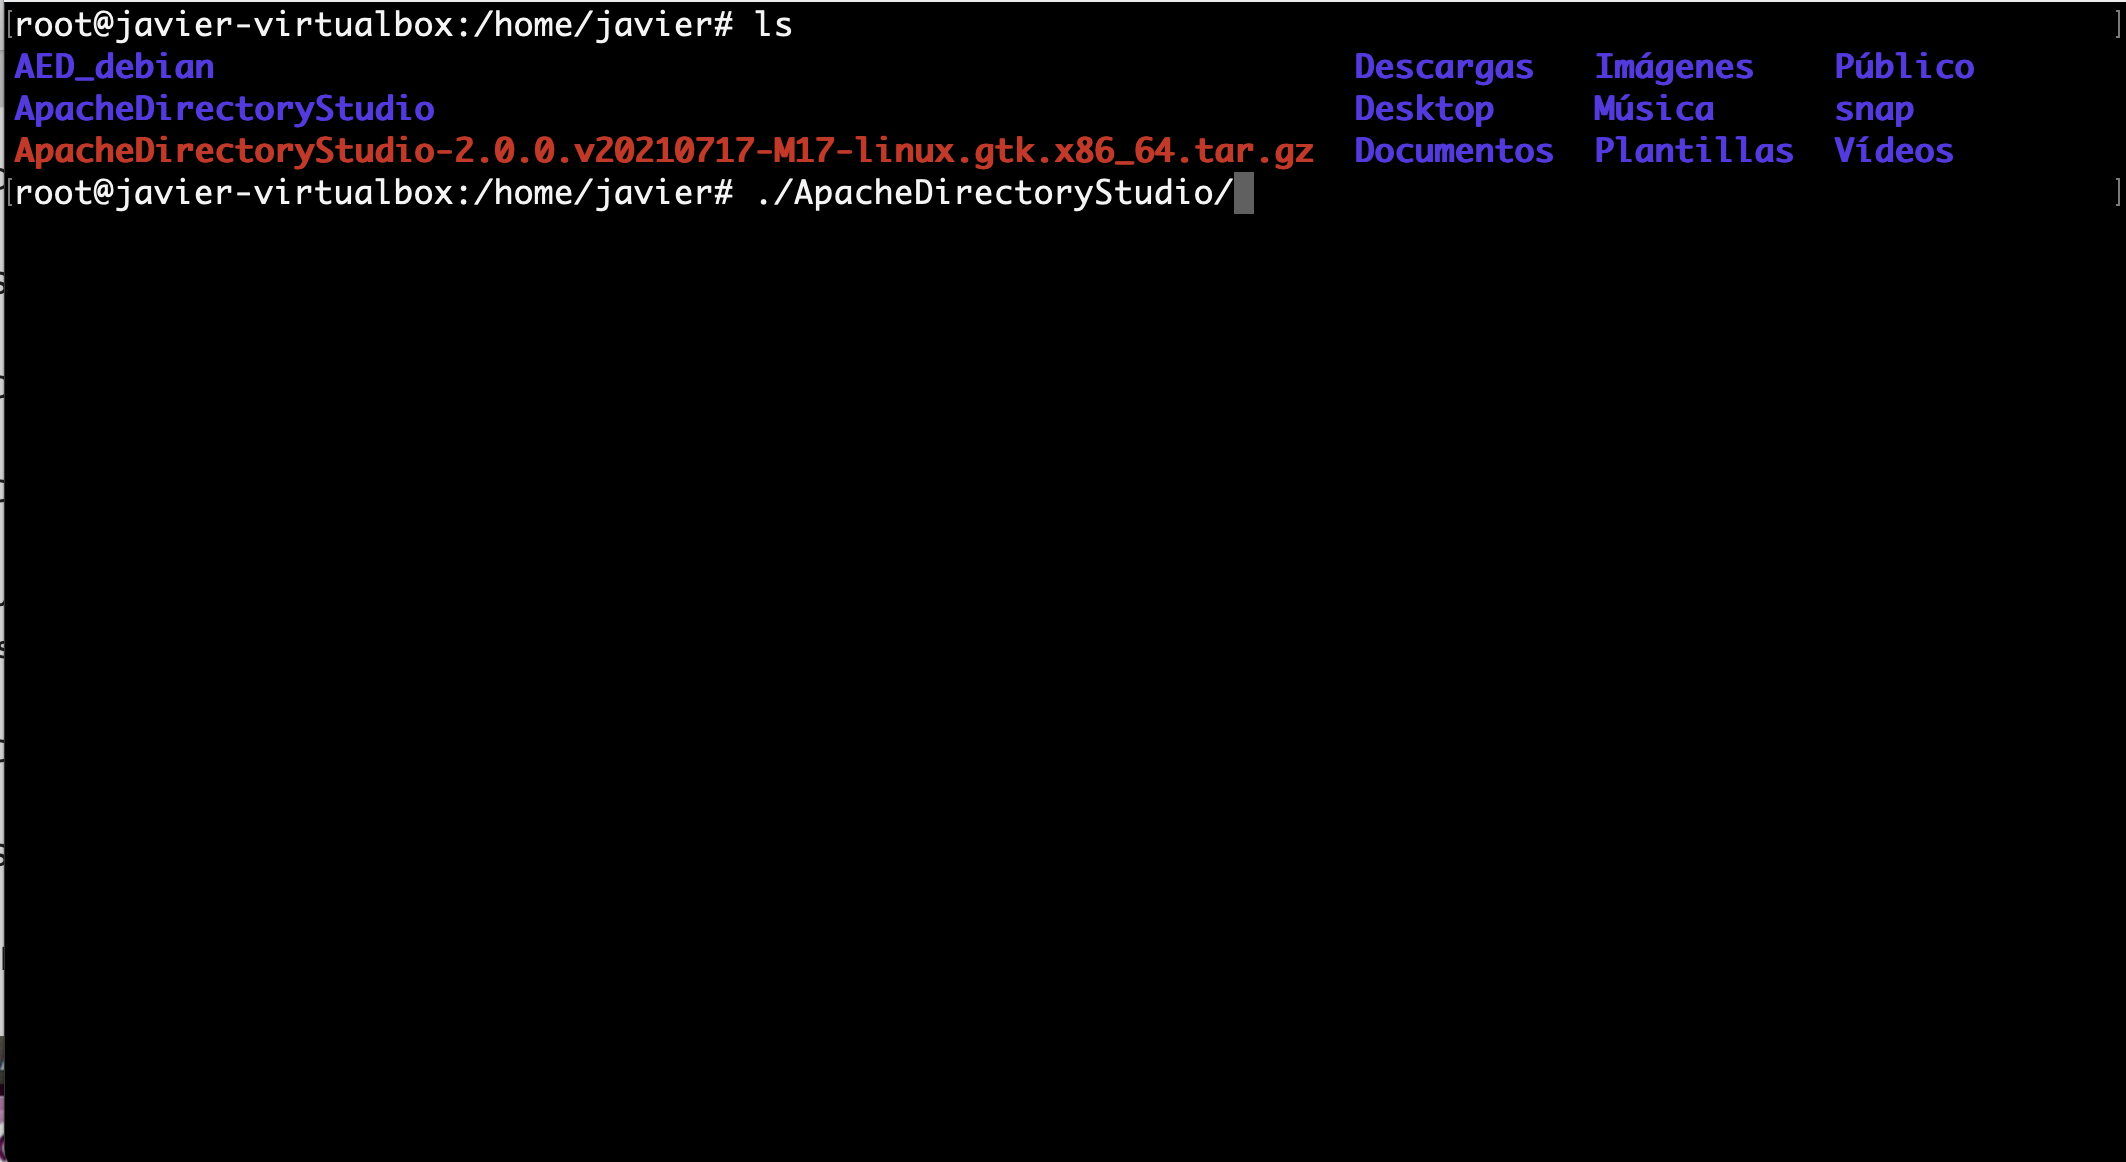 [root@javier-virtualbox:/home/javier# ls ]
AED_debian Descargas Imágenes Público
ApacheDirectoryStudio Desktop Música snap
ApacheDirectoryStudio-2.0.0.v20210717-M17-linux.gtk.x86_64.tar.gz Documentos Plantillas Vídeos
[root@javier-virtualbox:/home/javier# ./ApacheDirectoryStudio/ ]